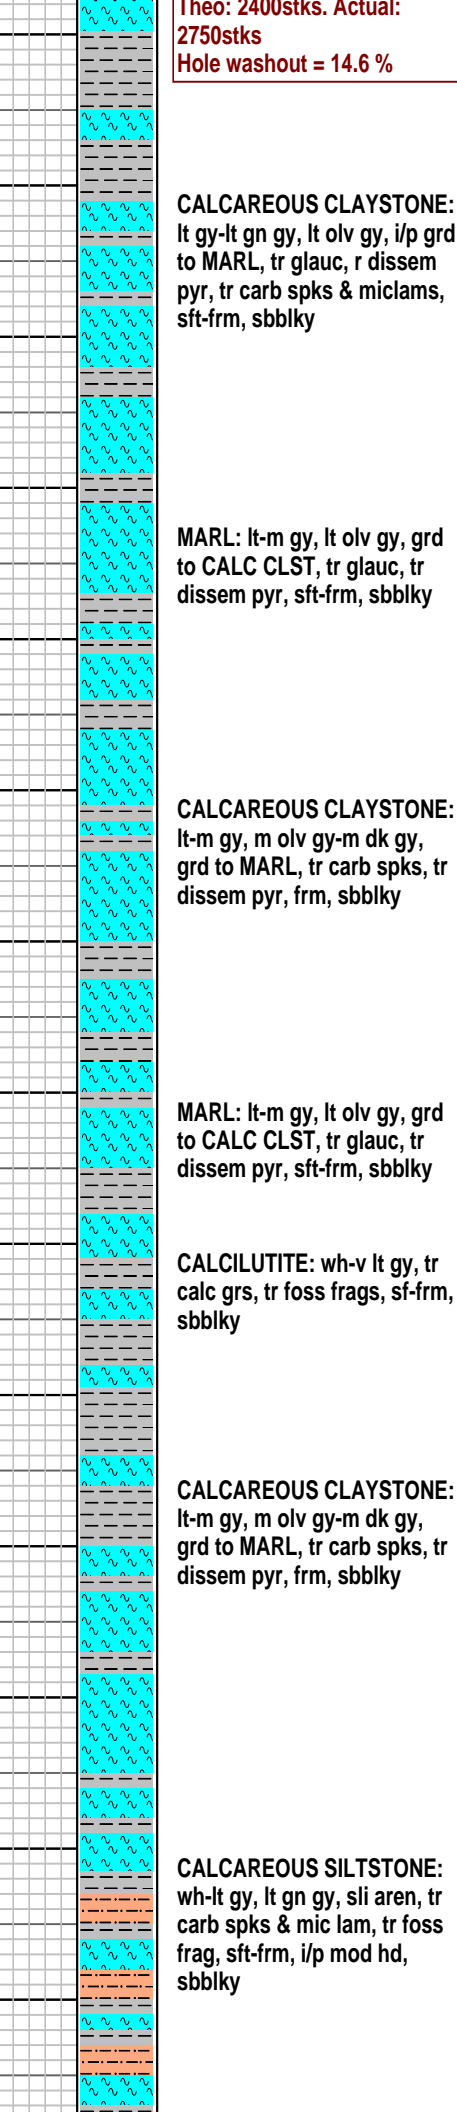 Theo: 2400stks. Actual:
2750stks
Hole washout = 14.6 %
CALCAREOUS CLAYSTONE:
lt gy-lt gn gy, lt olv gy, i/p grd
to MARL, tr glauc, r dissem
pyr, tr carb spks & miclams,
sft-frm, sbblky
MARL: lt-m gy, lt olv gy, grd
to CALC CLST, tr glauc, tr
dissem pyr, sft-frm, sbblky
CALCAREOUS CLAYSTONE:
lt-m gy, m olv gy-m dk gy,
grd to MARL, tr carb spks, tr
dissem pyr, frm, sbblky
MARL: lt-m gy, lt olv gy, grd
to CALC CLST, tr glauc, tr
dissem pyr, sft-frm, sbblky
CALCILUTITE: wh-v lt gy, tr
calc grs, tr foss frags, sf-frm,
sbblky
CALCAREOUS CLAYSTONE:
lt-m gy, m olv gy-m dk gy,
grd to MARL, tr carb spks, tr
dissem pyr, frm, sbblky
CALCAREOUS SILTSTONE:
wh-lt gy, lt gn gy, sli aren, tr
carb spks & mic lam, tr foss
frag, sft-frm, i/p mod hd,
sbblky